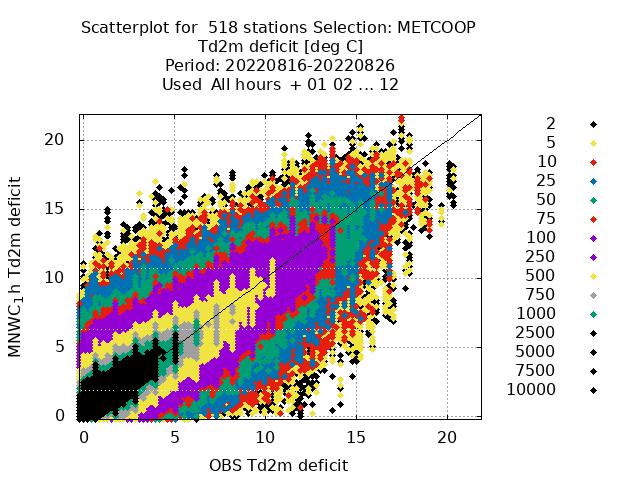 Scatterplot for  518 stations Selection: METCOOP
Td2m deficit [deg C]
Period: 20220816-20220826
Used  All hours  + 01 02 ... 12
MNWC_1h Td2m deficit
20
15
10
5
0
0 5 10 15 20
OBS Td2m deficit
2
5
10
25
50
75
100
250
500
750
1000
2500
5000
7500
10000